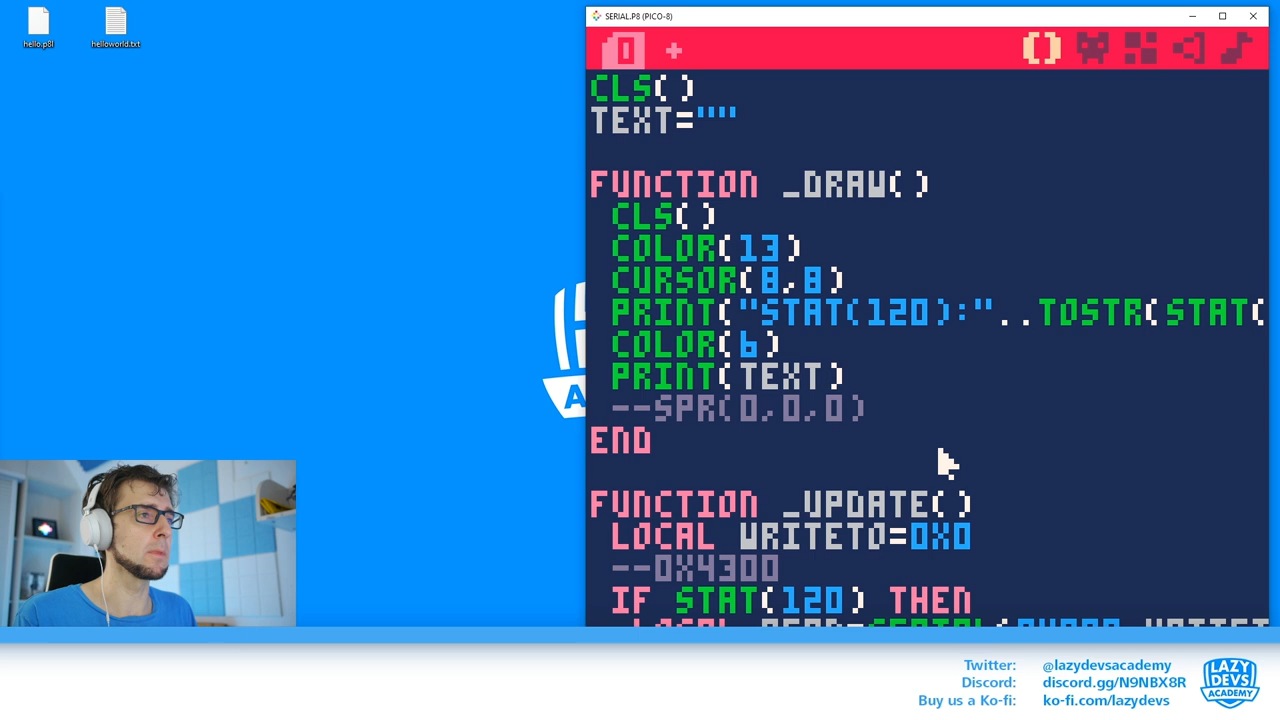 hello.p8l
helloworld.txt
SERIAL.P8 (PICO-8)
0 +
CLS()
TEXT=""
FUNCTION _DRAW()
CLS()
COLOR(13)
CURSOR(8,8)
PRINT("STAT(120):"..TOSTR(STAT(
COLOR(6)
PRINT(TEXT)
--SPR(0,0,0)
END
FUNCTION _UPDATE()
LOCAL WRITETO=0X0
--0X4300
IF STAT(120) THEN
A
Twitter: @lazydevsacademy
Discord: discord.gg/N9NBX8R
Buy us a Ko-fi: ko-fi.com/lazydevs
LAZY
DEVS
ACADEMY